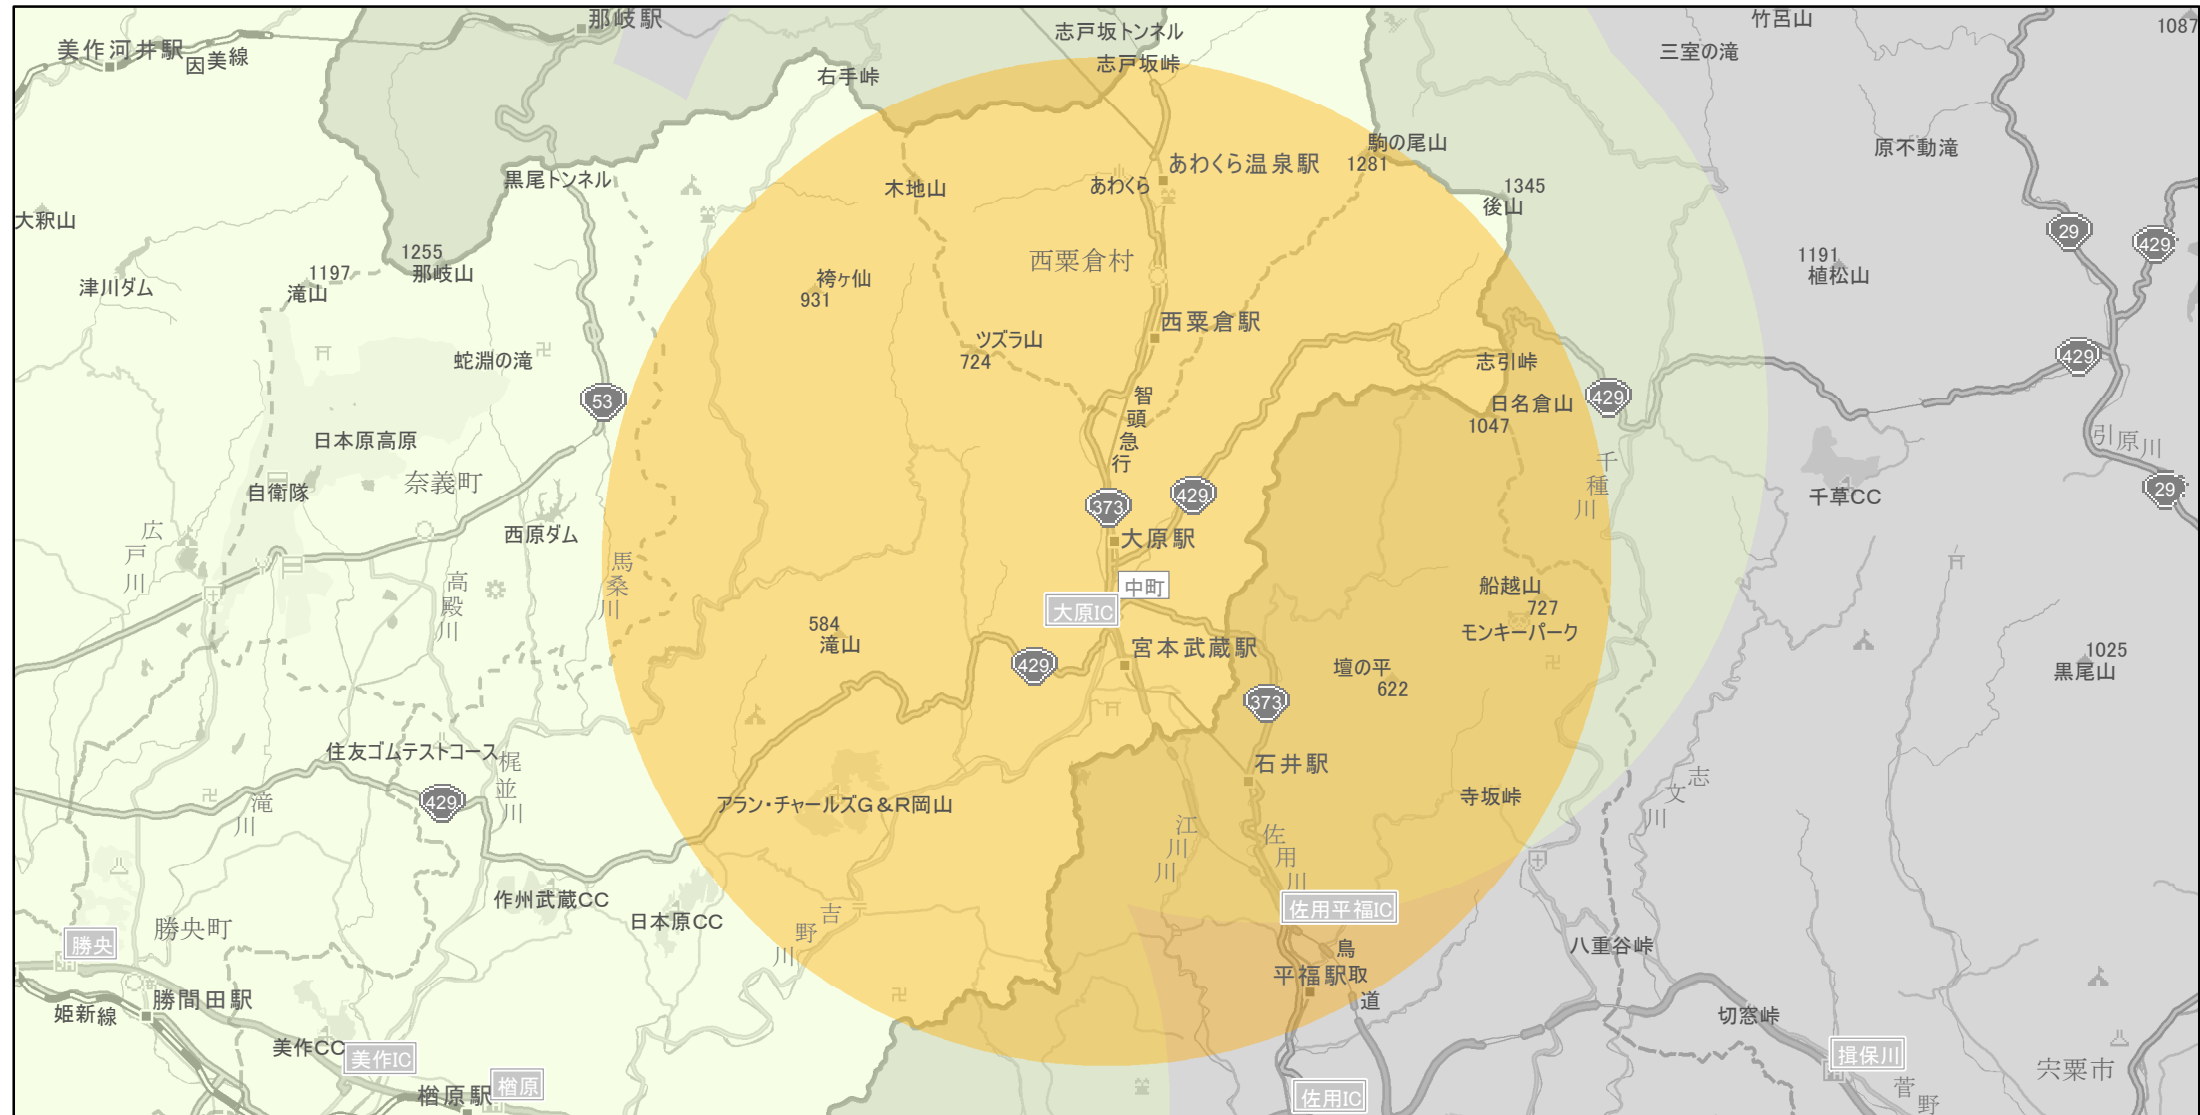 那岐駅
志戸坂トンネル
竹呂山
1087
美作河井駅
因美線
志戸坂峠
三室の滝
右手峠
駒の尾山
1281
原不動滝
あわくら温泉駅
あわくら
黒尾トンネル
木地山
1345
後山
大釈山
29
429
1255
那岐山
西粟倉村
1191
植松山
1197
滝山
津川ダム
袴ヶ仙
931
西粟倉駅
ツズラ山
724
蛇淵の滝
志引峠
429
53
智頭急行
429
日名倉山
1047
日本原高原
引原川
奈義町
自衛隊
千種川
千草CC
29
373
429
広戸川
西原ダム
大原駅
馬桑川
高殿川
中町
大原IC
船越山
727
モンキーパーク
584
滝山
宮本武蔵駅
429
壇の平
622
1025
黒尾山
373
住友ゴムテストコース
梶並川
石井駅
志文川
429
滝川
アラン・チャールズG&R岡山
寺坂峠
江川川
佐用川
作州武蔵CC
日本原CC
吉野川
佐用平福IC
勝央町
勝央
八重谷峠
鳥取道
平福駅
勝間田駅
姫新線
切窓峠
美作CC
美作IC
揖保川
宍粟市
楢原駅
楢原
佐用IC
菅野